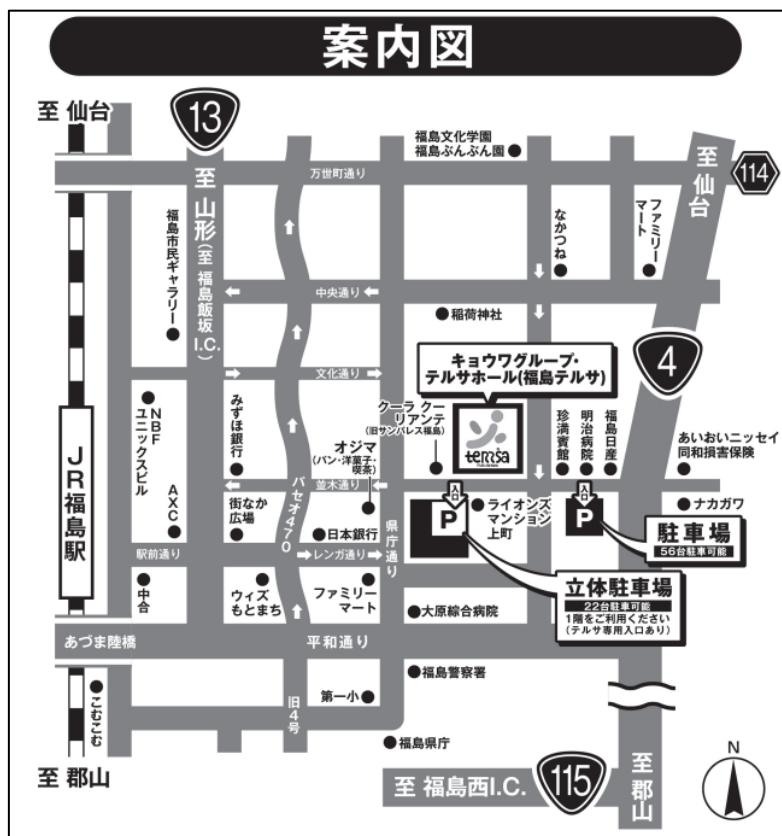 案内図
至 仙台
13
至 山形(至 福島飯坂I.C.)
福島文化学園
福島ぶんぶん園
万世町通り
至 仙台
114
福島市民ギャラリー
なかつね
ファミリー
マート
中央通り
稲荷神社
4
キョウワグループ・
テルサホール(福島テルサ)
文化通り
terrsa
FUKUSHIMA
クーラ クー
リアンテ
(旧サンパレス福島)
珍満賓館
明治病院
福島日産
あいおいニッセイ
同和損害保険
NBF
ユニックスビル
みずほ銀行
オジマ
(パン・洋菓子・
喫茶)
JR福島駅
AXC
並木通り
入口
入口
街なか
広場
パセオ470
P
ライオンズ
マンション
上町
P
ナカガワ
日本銀行
県庁通り
駐車場
56台駐車可能
駅前通り
レンガ通り
立体駐車場
22台駐車可能
1階をご利用ください
(テルサ専用入口あり)
中合
ウィズ
もとまち
ファミリー
マート
大原綜合病院
あづま陸橋
平和通り
こむこむ
旧4号
第一小
福島警察署
福島県庁
至 郡山
至 福島西I.C.
115
至 郡山
N